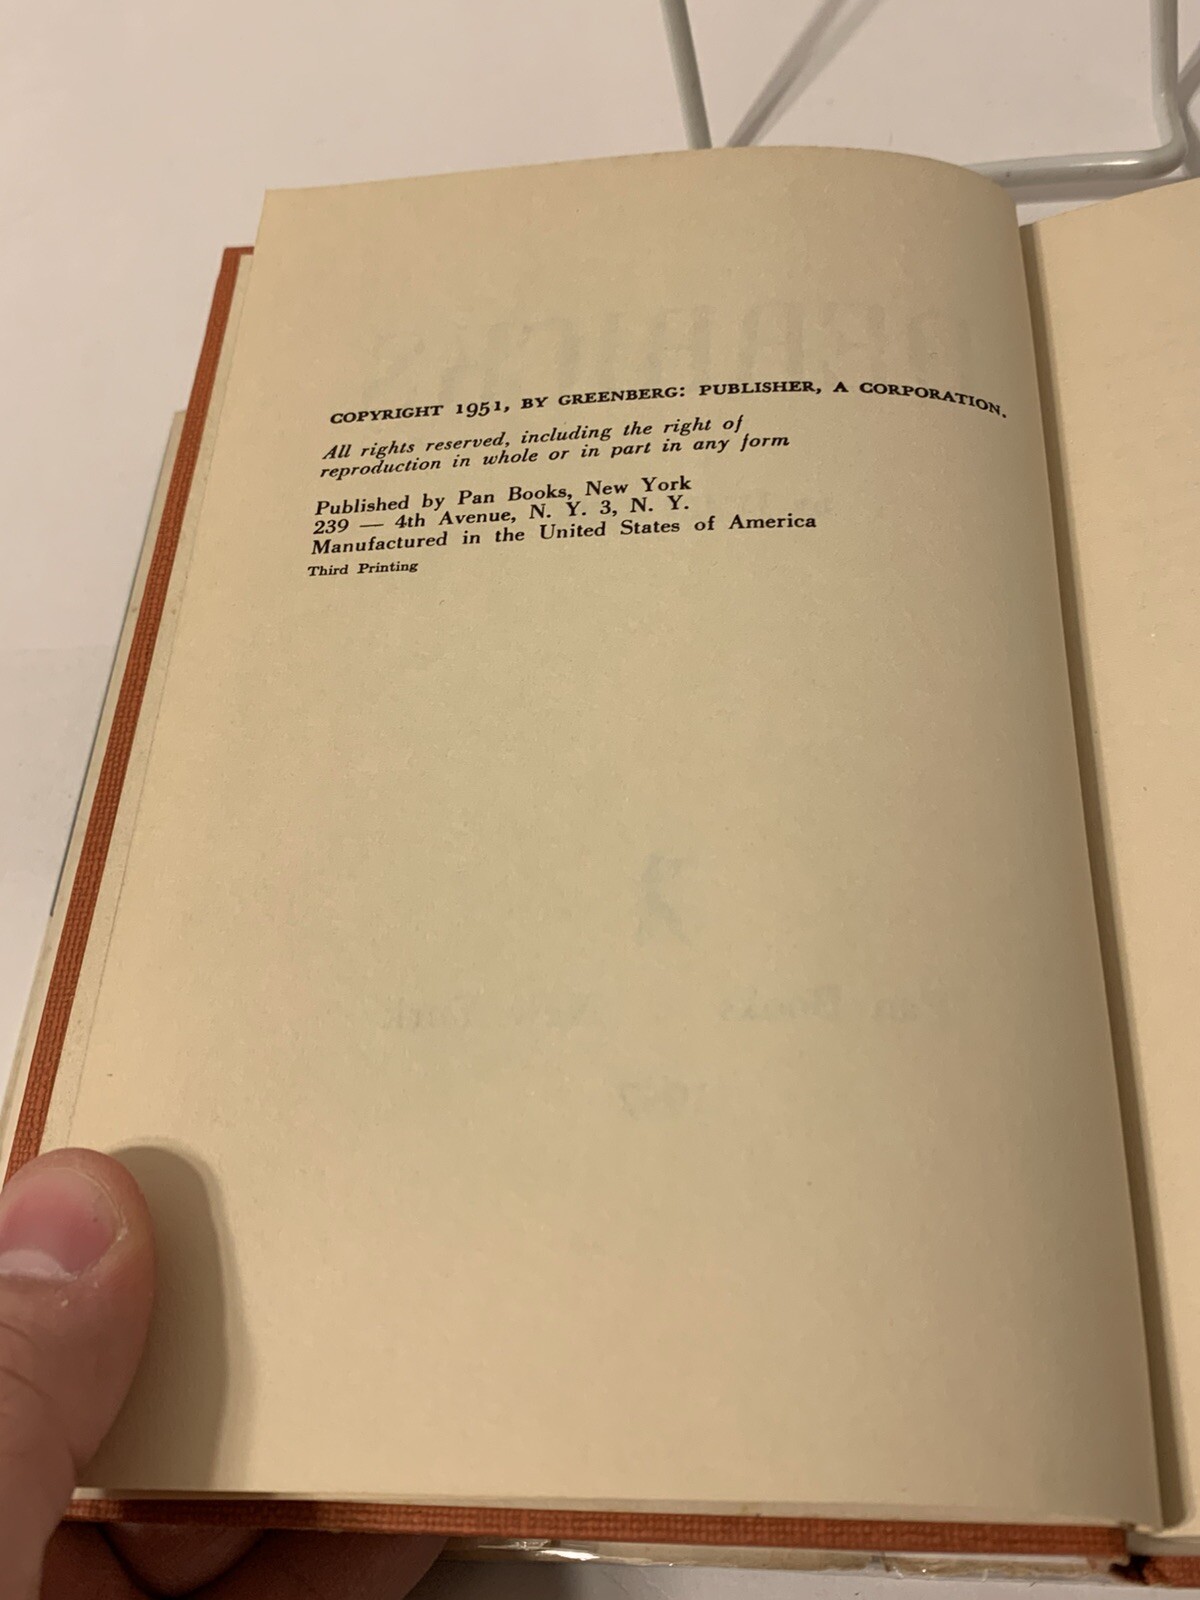 COPYRIGHT 1951, BY GREENBERG: PUBLISHER, A CORPORATION.
All rights reserved, including the right of
reproduction in whole or in part in any form
Published by Pan Books, New York
239 — 4th Avenue, N. Y. 3, N. Y.
Manufactured in the United States of America
Third Printing